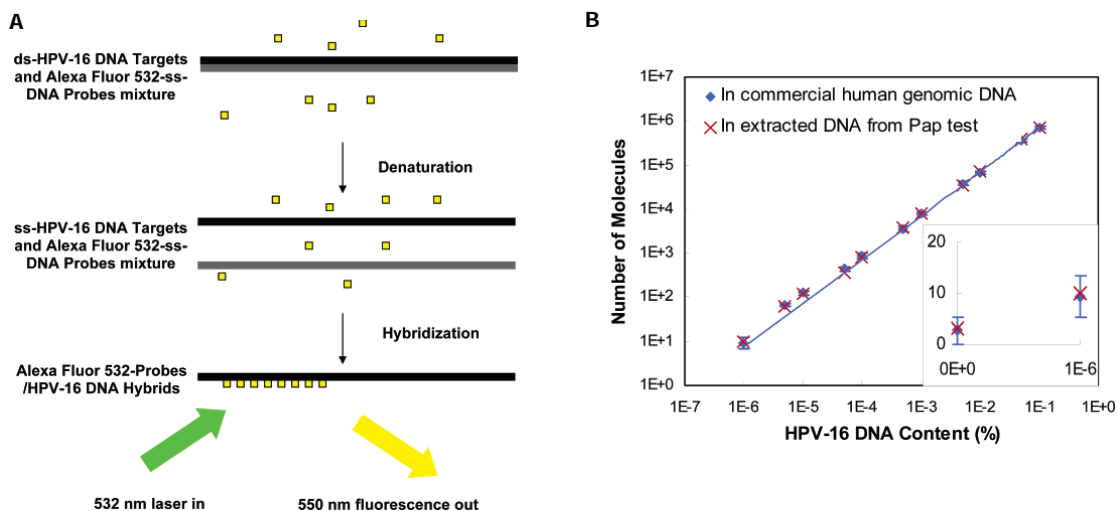 A
ds-HPV-16 DNA Targets
and Alexa Fluor 532-ss-
DNA Probes mixture
Denaturation
ss-HPV-16 DNA Targets
and Alexa Fluor 532-ss-
DNA Probes mixture
Hybridization
Alexa Fluor 532-Probes
/HPV-16 DNA Hybrids
532 nm laser in
550 nm fluorescence out
B
Number of Molecules
1E+7
1E+6
1E+5
1E+4
1E+3
1E+2
1E+1
1E+0
In commercial human genomic DNA
In extracted DNA from Pap test
20
10
0
0E+0 1E-6
1E-7 1E-6 1E-5 1E-4 1E-3 1E-2 1E-1 1E+0
HPV-16 DNA Content (%)